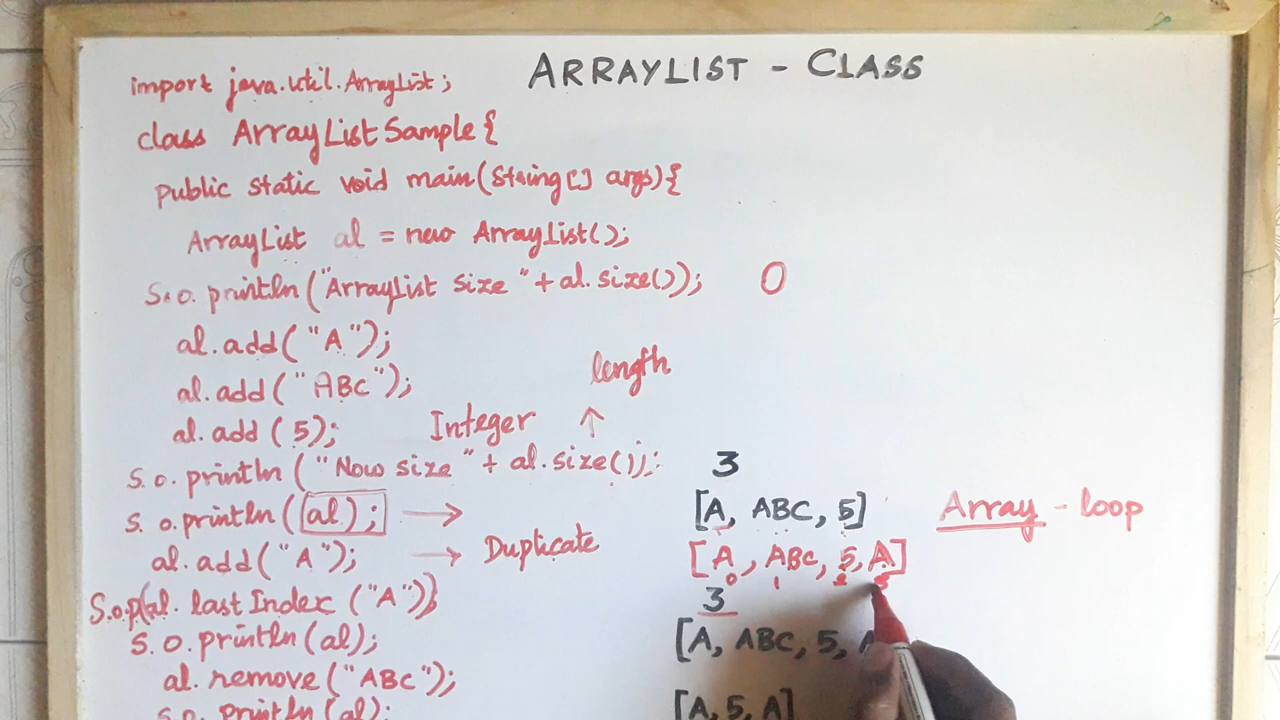 ARRAYLIST - CLASS
import java.util.ArrayList;
class ArrayListSample{
public static void main(String[] args){
ArrayList al = new ArrayList();
S.o.println("ArrayList size "+al.size()); 0
al.add("A");
al.add("ABC"); length
al.add(5); Integer ↑
S.o.println("Now size "+ al.size()); 3
S.o.println(al); → [A, ABC, 5] Array - loop
al.add("A"); → Duplicate [A, ABC, 5, A]
0 1 2 3
S.o.p(al.lastIndex("A")) 3
S.o.println(al); [A, ABC, 5, A
al.remove("ABC");
S.o.println(al); [A, 5, A]